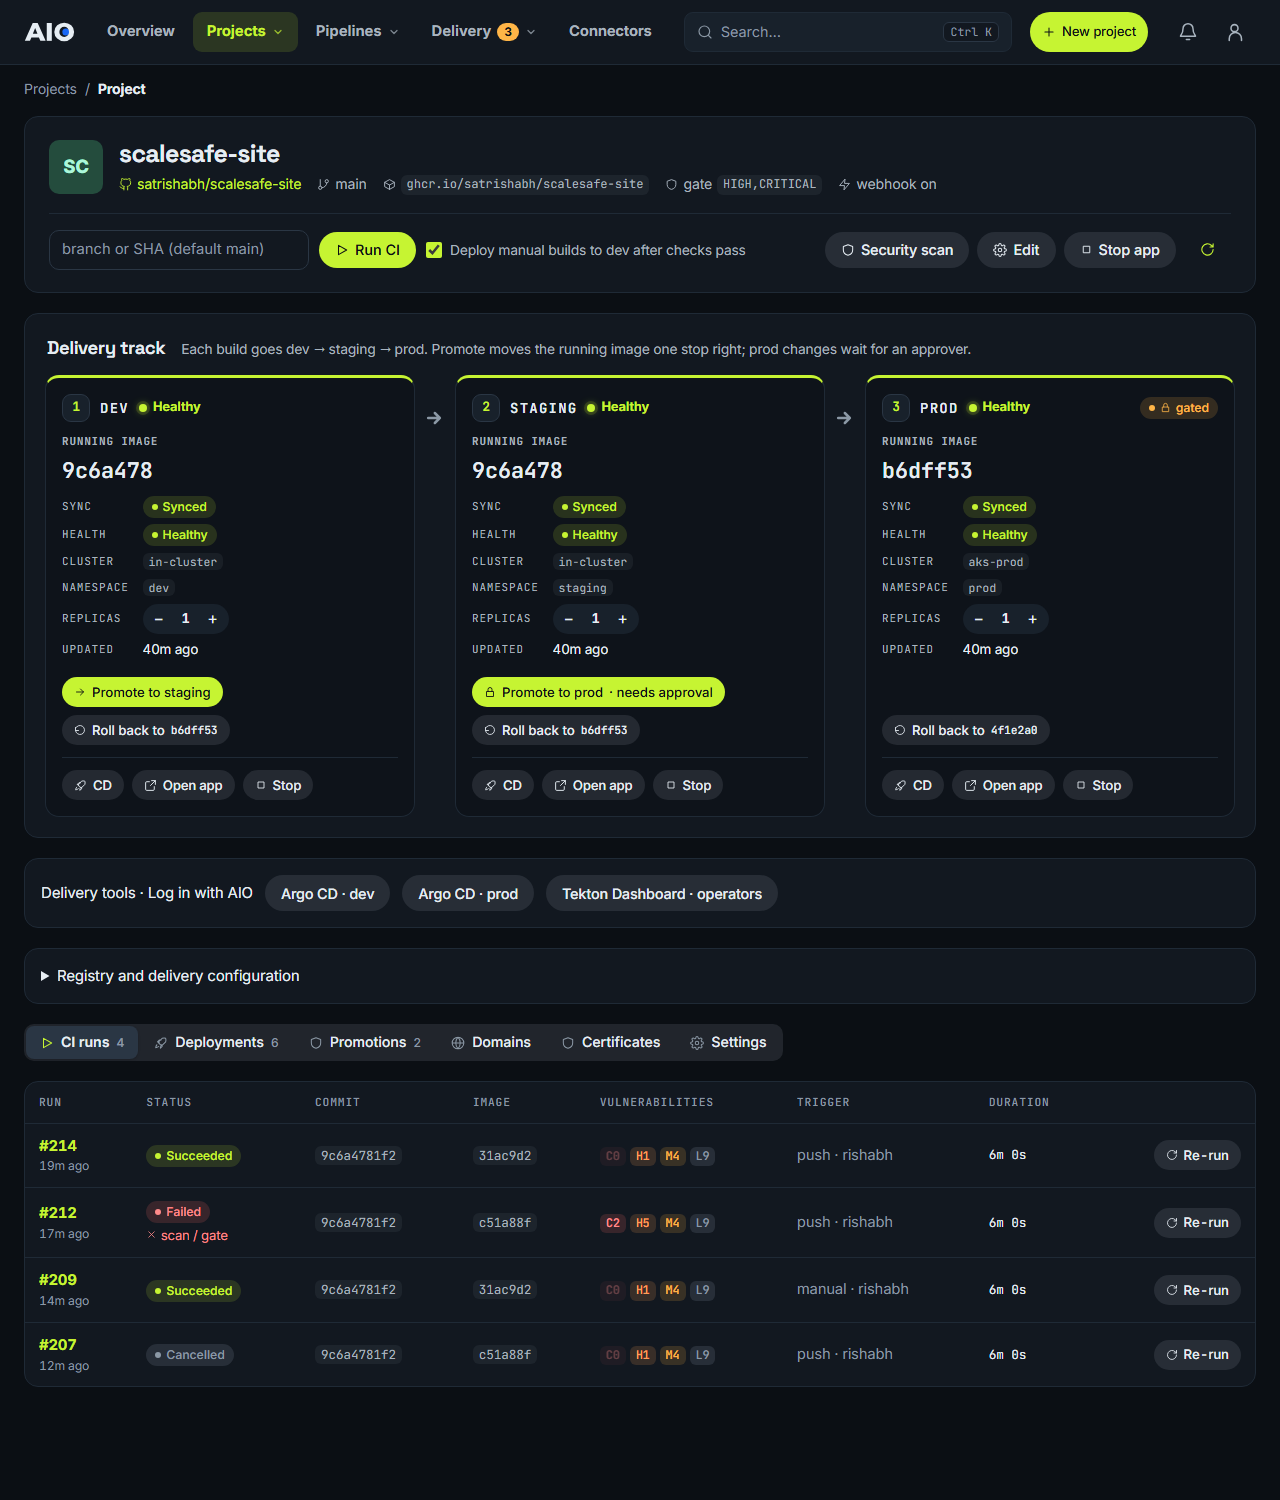 AIO Overview Projects Pipelines Delivery 3 Connectors Search... Ctrl K + New project
Projects / Project
SC
scalesafe-site
satrishabh/scalesafe-site main ghcr.io/satrishabh/scalesafe-site gate HIGH,CRITICAL webhook on
branch or SHA (default main) Run CI Deploy manual builds to dev after checks pass Security scan Edit Stop app
Delivery track Each build goes dev → staging → prod. Promote moves the running image one stop right; prod changes wait for an approver.
1 DEV Healthy
RUNNING IMAGE
9c6a478
SYNC Synced
HEALTH Healthy
CLUSTER in-cluster
NAMESPACE dev
REPLICAS − 1 +
UPDATED 40m ago
→ Promote to staging
Roll back to b6dff53
CD Open app Stop
2 STAGING Healthy
RUNNING IMAGE
9c6a478
SYNC Synced
HEALTH Healthy
CLUSTER in-cluster
NAMESPACE staging
REPLICAS − 1 +
UPDATED 40m ago
Promote to prod · needs approval
Roll back to b6dff53
CD Open app Stop
3 PROD Healthy gated
RUNNING IMAGE
b6dff53
SYNC Synced
HEALTH Healthy
CLUSTER aks-prod
NAMESPACE prod
REPLICAS − 1 +
UPDATED 40m ago
Roll back to 4f1e2a0
CD Open app Stop
Delivery tools · Log in with AIO Argo CD · dev Argo CD · prod Tekton Dashboard · operators
Registry and delivery configuration
CI runs 4 Deployments 6 Promotions 2 Domains Certificates Settings
RUN STATUS COMMIT IMAGE VULNERABILITIES TRIGGER DURATION
#214 Succeeded 9c6a4781f2 31ac9d2 C0 H1 M4 L9 push · rishabh 6m 0s Re-run
19m ago
#212 Failed 9c6a4781f2 c51a88f C2 H5 M4 L9 push · rishabh 6m 0s Re-run
17m ago × scan / gate
#209 Succeeded 9c6a4781f2 31ac9d2 C0 H1 M4 L9 manual · rishabh 6m 0s Re-run
14m ago
#207 Cancelled 9c6a4781f2 c51a88f C0 H1 M4 L9 push · rishabh 6m 0s Re-run
12m ago